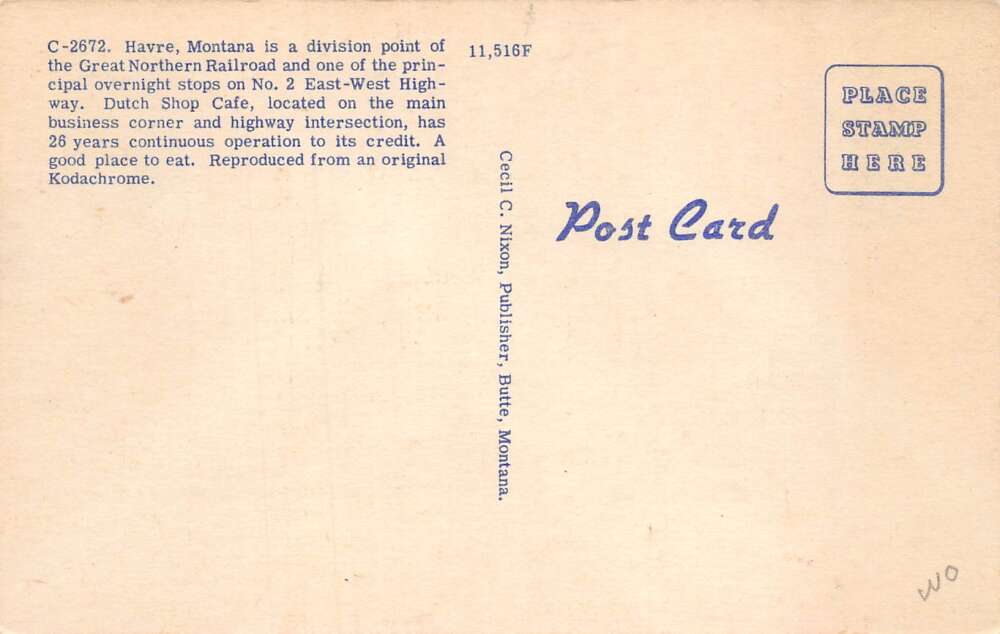 C-2672. Havre, Montana is a division point of
the Great Northern Railroad and one of the prin-
cipal overnight stops on No. 2 East-West High-
way. Dutch Shop Cafe, located on the main
business corner and highway intersection, has
26 years continuous operation to its credit. A
good place to eat. Reproduced from an original
Kodachrome.
11,516F
Cecil C. Nixon, Publisher, Butte, Montana.
Post Card
PLACE
STAMP
HERE